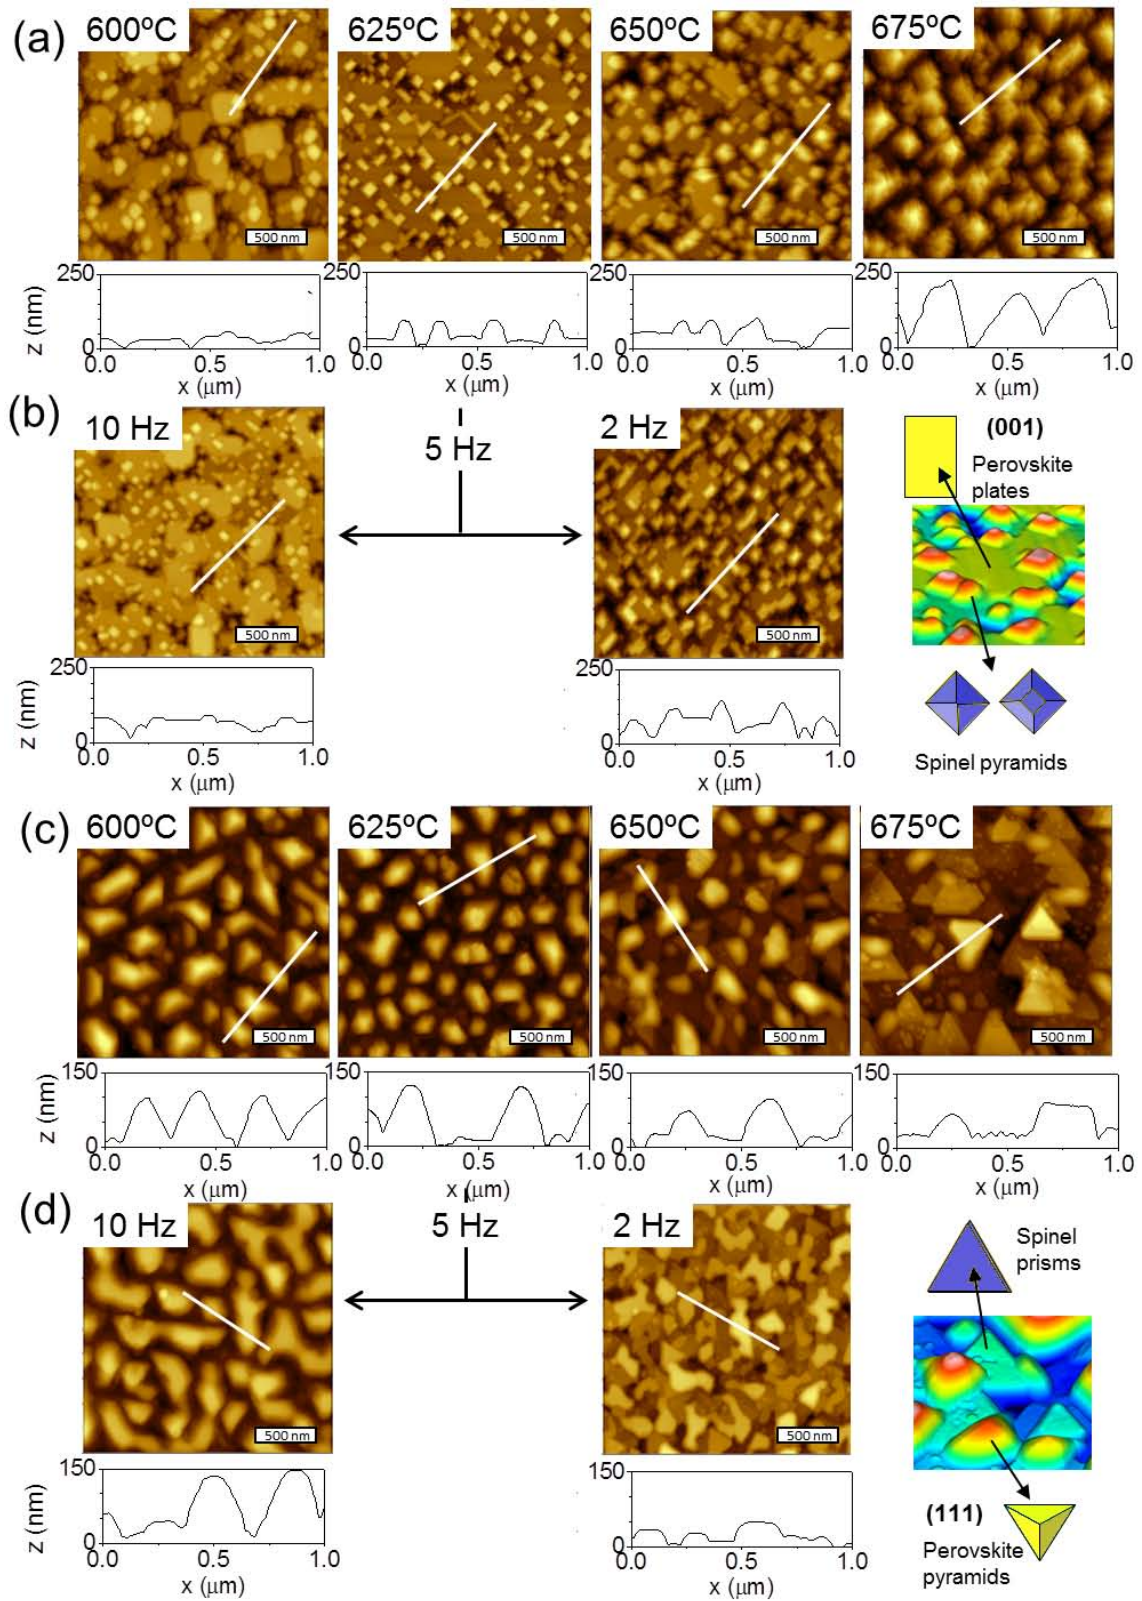 (a) 600ºC 625ºC 650ºC 675ºC
500 nm 500 nm 500 nm 500 nm
250 250 250 250
z (nm)
0 0 0 0
0.0 0.5 1.0 0.0 0.5 1.0 0.0 0.5 1.0 0.0 0.5 1.0
x (μm) x (μm) x (μm) x (μm)
(b) 10 Hz 5 Hz 2 Hz (001)
Perovskite
plates
500 nm 500 nm
250 250
z (nm)
0 0
0.0 0.5 1.0 0.0 0.5 1.0
x (μm) x (μm)
Spinel pyramids
(c) 600ºC 625ºC 650ºC 675ºC
500 nm 500 nm 500 nm 500 nm
150 150 150 150
z (nm)
0 0 0 0
0.0 0.5 1.0 0.0 0.5 1.0 0.0 0.5 1.0 0.0 0.5 1.0
x (μm) x (μm) x (μm) x (μm)
(d) 10 Hz 5 Hz 2 Hz
Spinel
prisms
500 nm 500 nm
150 150
z (nm)
0 0
0.0 0.5 1.0 0.0 0.5 1.0
x (μm) x (μm)
(111)
Perovskite
pyramids